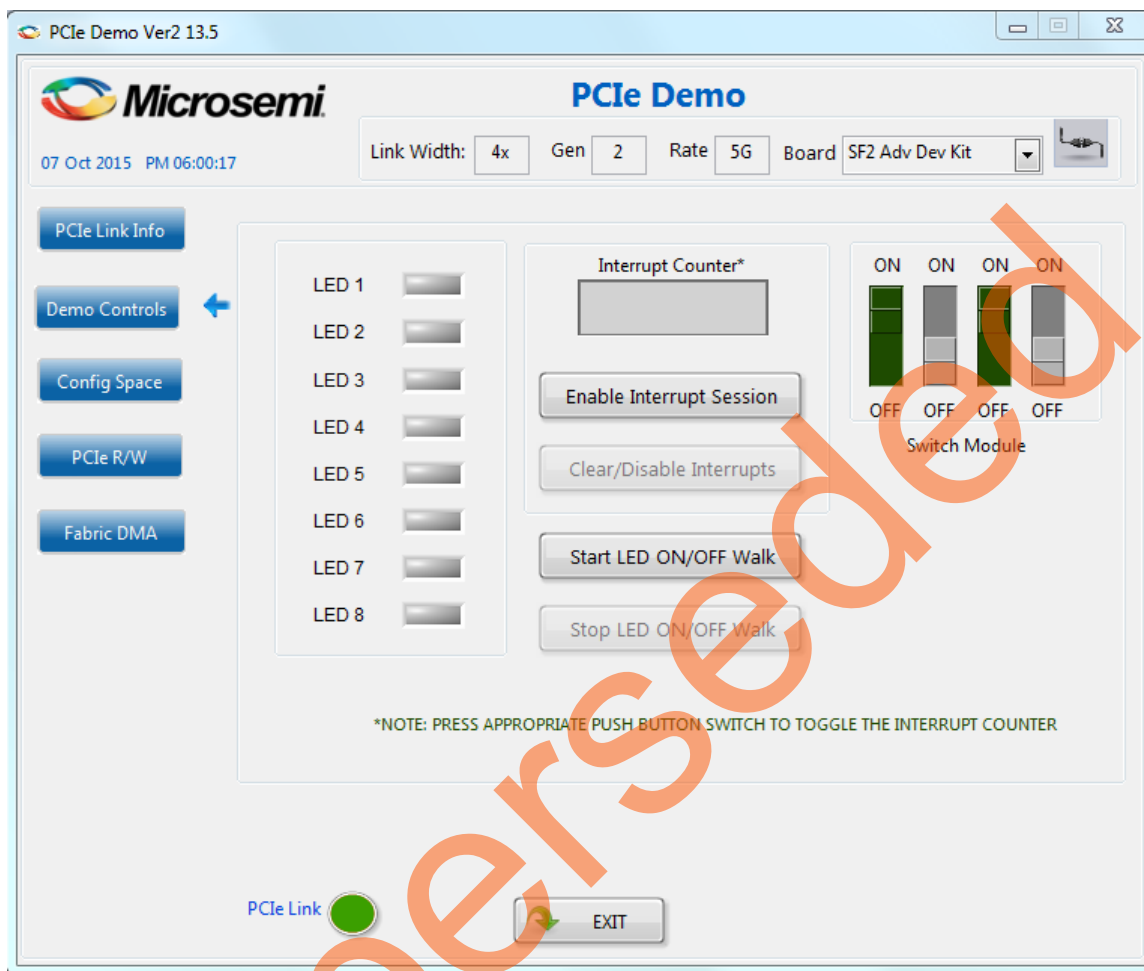 PCIe Demo Ver2 13.5
Microsemi.
PCIe Demo
07 Oct 2015 PM 06:00:17
Link Width: 4x Gen 2 Rate 5G Board SF2 Adv Dev Kit
PCIe Link Info
Demo Controls
Config Space
PCIe R/W
Fabric DMA
LED 1
LED 2
LED 3
LED 4
LED 5
LED 6
LED 7
LED 8
Interrupt Counter*
Enable Interrupt Session
Clear/Disable Interrupts
Start LED ON/OFF Walk
Stop LED ON/OFF Walk
ON ON ON ON
OFF OFF OFF OFF
Switch Module
*NOTE: PRESS APPROPRIATE PUSH BUTTON SWITCH TO TOGGLE THE INTERRUPT COUNTER
PCIe Link
EXIT
perseded